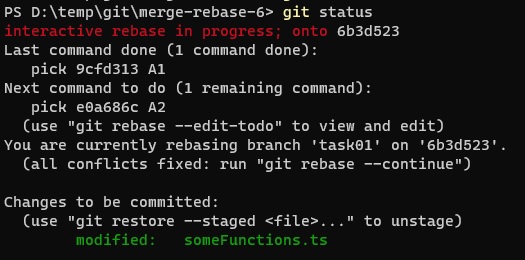 PS D:\temp\git\merge-rebase-6> git status
interactive rebase in progress; onto 6b3d523
Last command done (1 command done):
   pick 9cfd313 A1
Next command to do (1 remaining command):
   pick e0a686c A2
  (use "git rebase --edit-todo" to view and edit)
You are currently rebasing branch 'task01' on '6b3d523'.
  (all conflicts fixed: run "git rebase --continue")

Changes to be committed:
  (use "git restore --staged <file>..." to unstage)
        modified:   someFunctions.ts